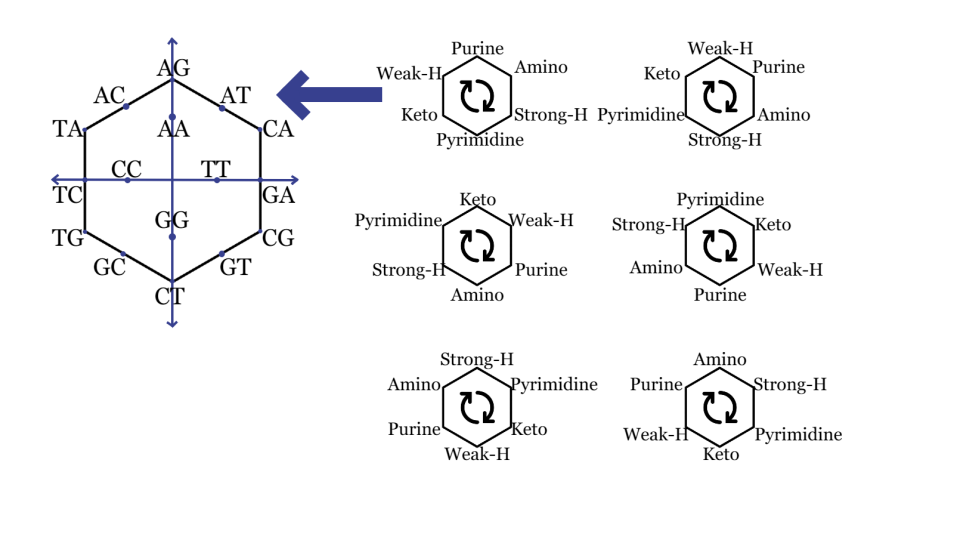 AG
AC
AT
TA
AA
CA
CC
TT
TC
GA
GG
TG
CG
GC
GT
CT
Purine
Weak-H
Amino
Keto
Strong-H
Pyrimidine
Weak-H
Keto
Purine
Pyrimidine
Amino
Strong-H
Keto
Pyrimidine
Weak-H
Strong-H
Purine
Amino
Pyrimidine
Strong-H
Keto
Amino
Weak-H
Purine
Strong-H
Amino
Pyrimidine
Purine
Keto
Weak-H
Amino
Purine
Strong-H
Weak-H
Pyrimidine
Keto